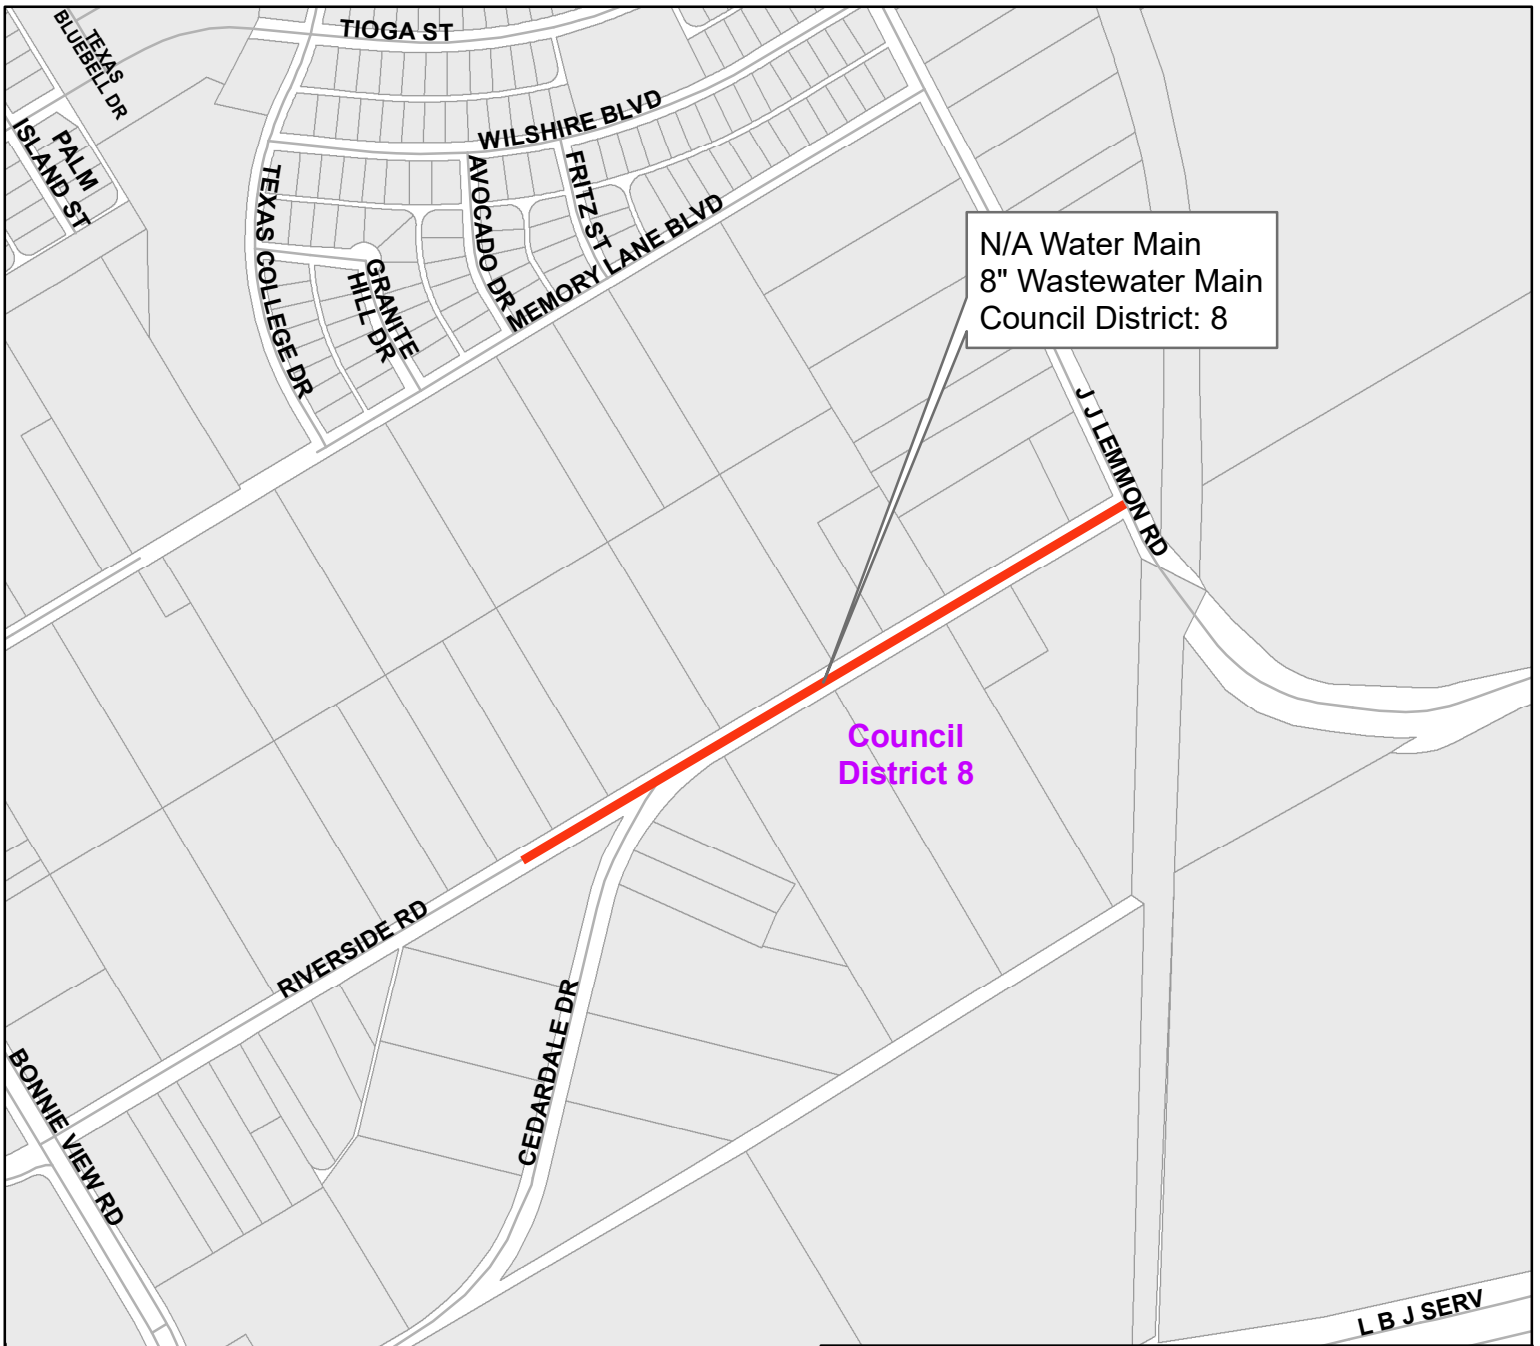 TIOGA ST
TEXAS
BLUEBELL DR
WILSHIRE BLVD
PALM
ISLAND ST
TEXAS COLLEGE DR
AVOCADO DR
FRITZ ST
MEMORY LANE BLVD
GRANITE
HILL DR
N/A Water Main
8" Wastewater Main
Council District: 8
J J LEMMON RD
Council
District 8
RIVERSIDE RD
CEDARDALE DR
BONNIE VIEW RD
L B J SERV